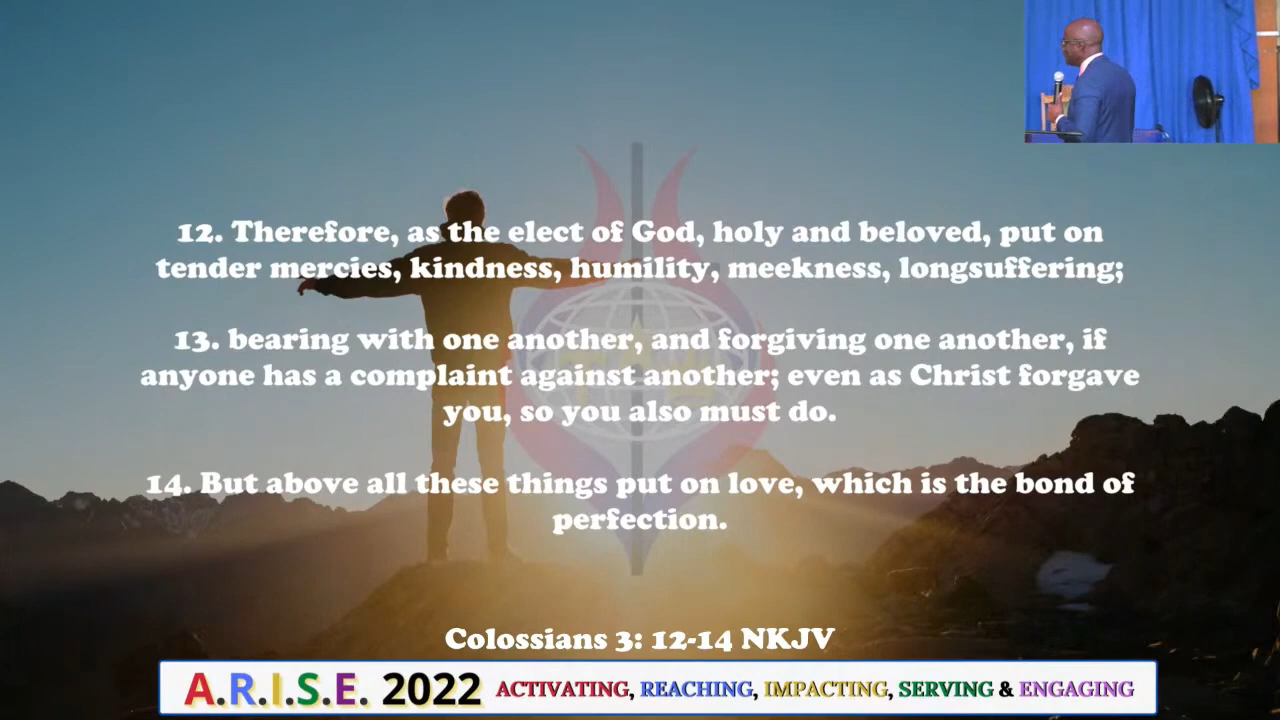 12. Therefore, as the elect of God, holy and beloved, put on
tender mercies, kindness, humility, meekness, longsuffering;
13. bearing with one another, and forgiving one another, if
anyone has a complaint against another; even as Christ forgave
you, so you also must do.
14. But above all these things put on love, which is the bond of
perfection.
Colossians 3: 12-14 NKJV
A.R.I.S.E. 2022 ACTIVATING, REACHING, IMPACTING, SERVING & ENGAGING